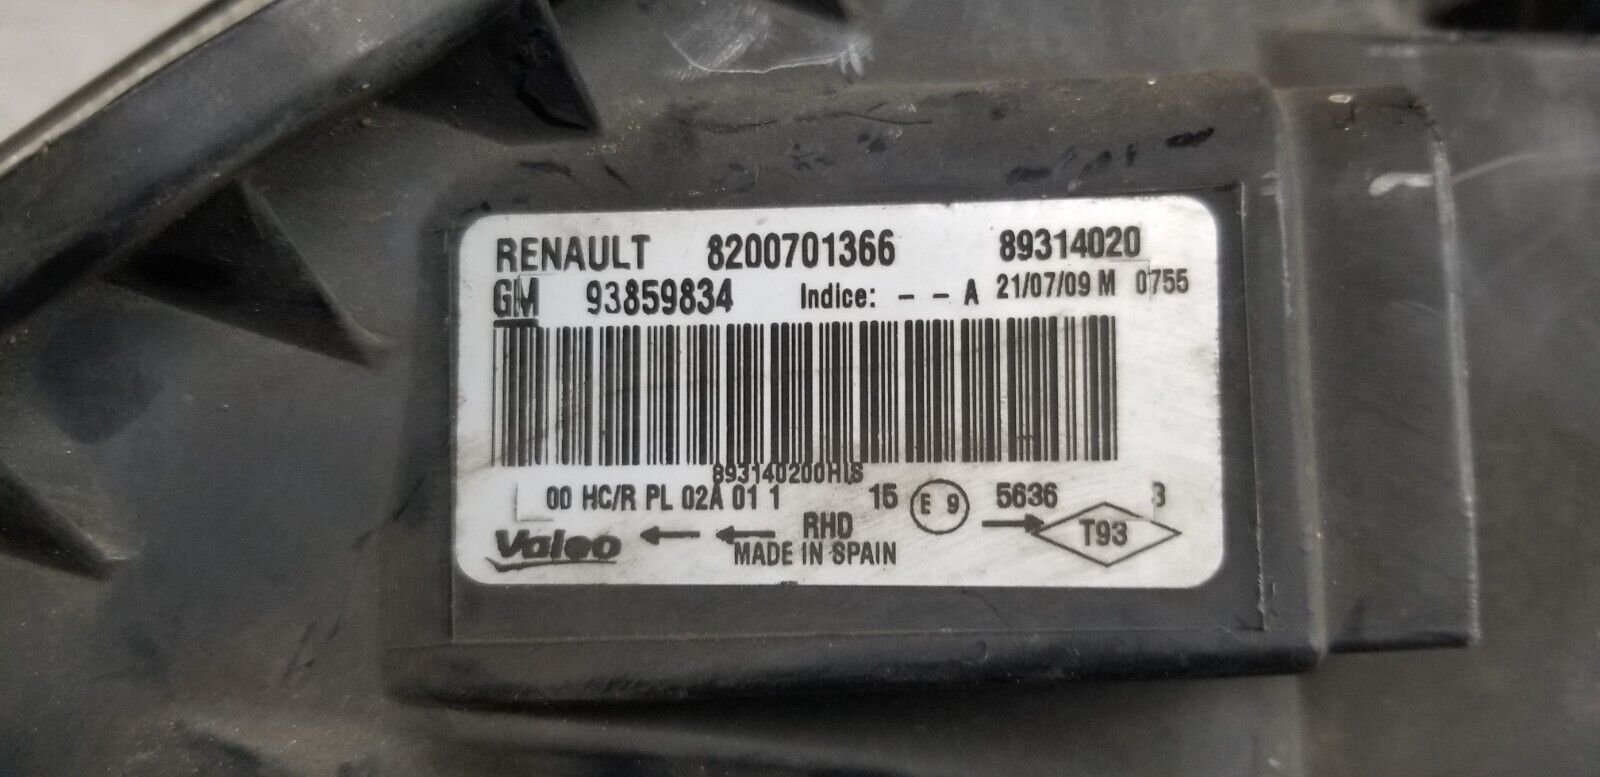 RENAULT 8200701366 89314020
GM 93859834 Indice: - - A 21/07/09 M 0755
893140200HIS
00 HC/R PL 02A 01 1 15 E 9 5636 3
Valeo ← ← RHD → T93
MADE IN SPAIN